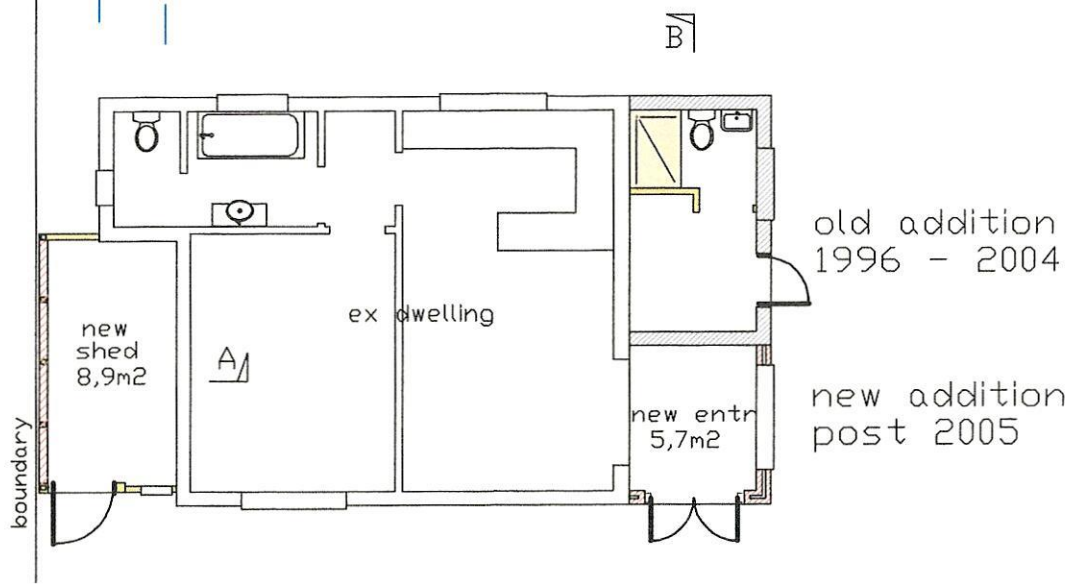 B
old addition
1996 - 2004
ex dwelling
new
shed
8,9m2
A
new addition
post 2005
new entr
5,7m2
boundary